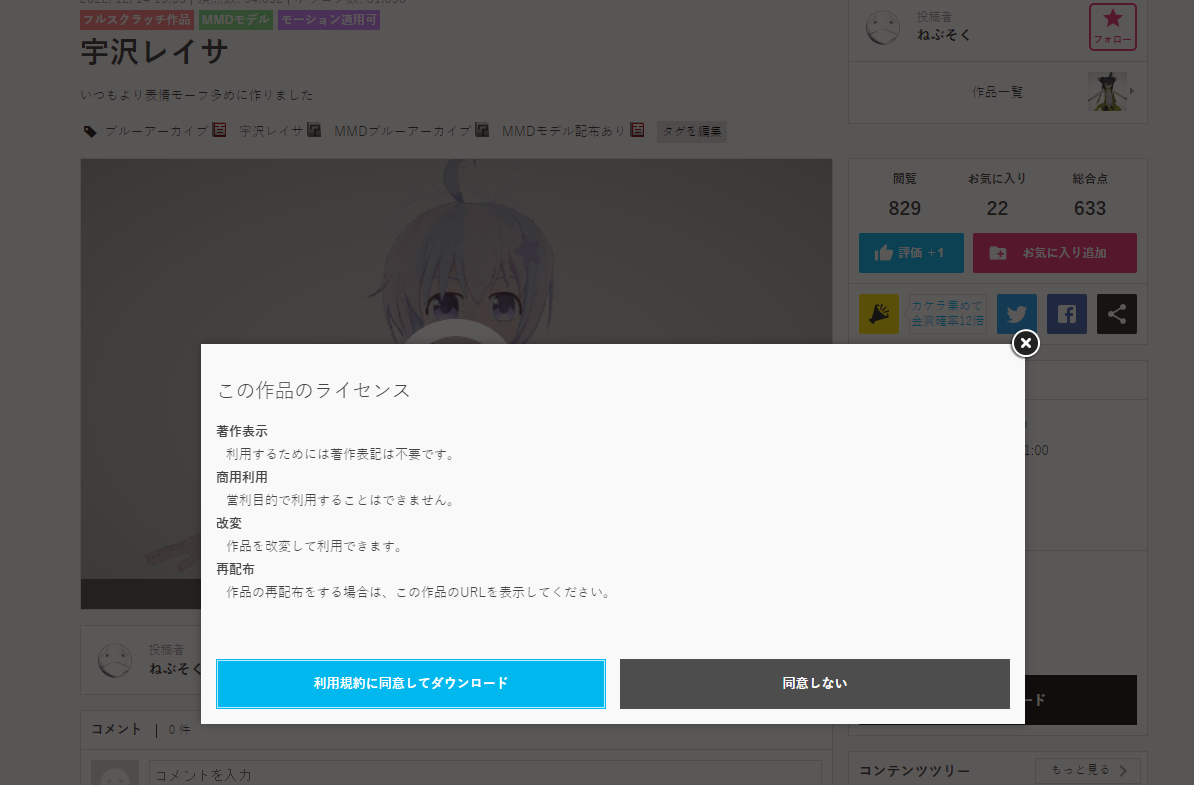 フルスクラッチ作品 MMDモデル モーション適用可
宇沢レイサ
いつもより表情モーフ多めに作りました
ブルーアーカイブ 宇沢レイサ MMDブルーアーカイブ MMDモデル配布あり タグを編集
投稿者
ねぶそく
フォロー
作品一覧
閲覧 お気に入り 総合点
829 22 633
評価 +1 お気に入り追加
カケラ集めて
金賞確率12倍
この作品のライセンス
著作表示
利用するためには著作表記は不要です。
商用利用
営利目的で利用することはできません。
改変
作品を改変して利用できます。
再配布
作品の再配布をする場合は、この作品のURLを表示してください。
利用規約に同意してダウンロード 同意しない
1:00
ード
投稿者
ねぶそく
コメント 0 件
コメントを入力
コンテンツツリー もっと見る